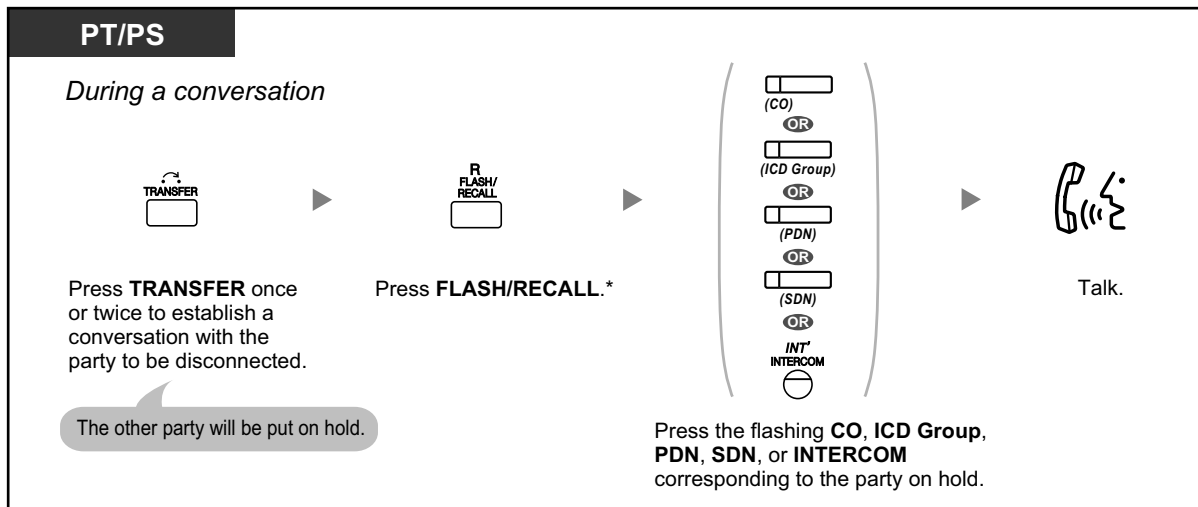 PT/PS
During a conversation
TRANSFER
Press TRANSFER once
or twice to establish a
conversation with the
party to be disconnected.
The other party will be put on hold.
R
FLASH/
RECALL
Press FLASH/RECALL.*
(CO)
OR
(ICD Group)
OR
(PDN)
OR
(SDN)
OR
INT'
INTERCOM
Press the flashing CO, ICD Group,
PDN, SDN, or INTERCOM
corresponding to the party on hold.
Talk.